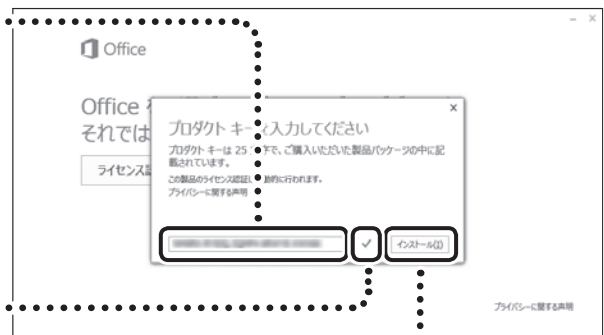 Office
Office
それでは
ライセンス
プロダクト キー 入力してください
プロダクト キーは 25 字で、ご購入いただいた製品パッケージの中に記
載されています。
この製品のライセンス認証 動的に行われます。
プライバシーに関する声明
インストール(I)
プライバシーに関する声明